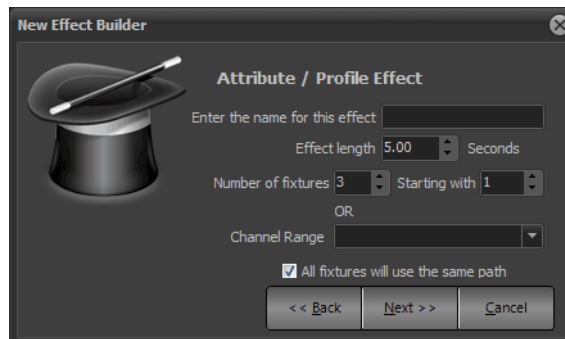 New Effect Builder
Attribute / Profile Effect
Enter the name for this effect
Effect length 5.00 Seconds
Number of fixtures 3 Starting with 1
OR
Channel Range
All fixtures will use the same path
<< Back Next >> Cancel